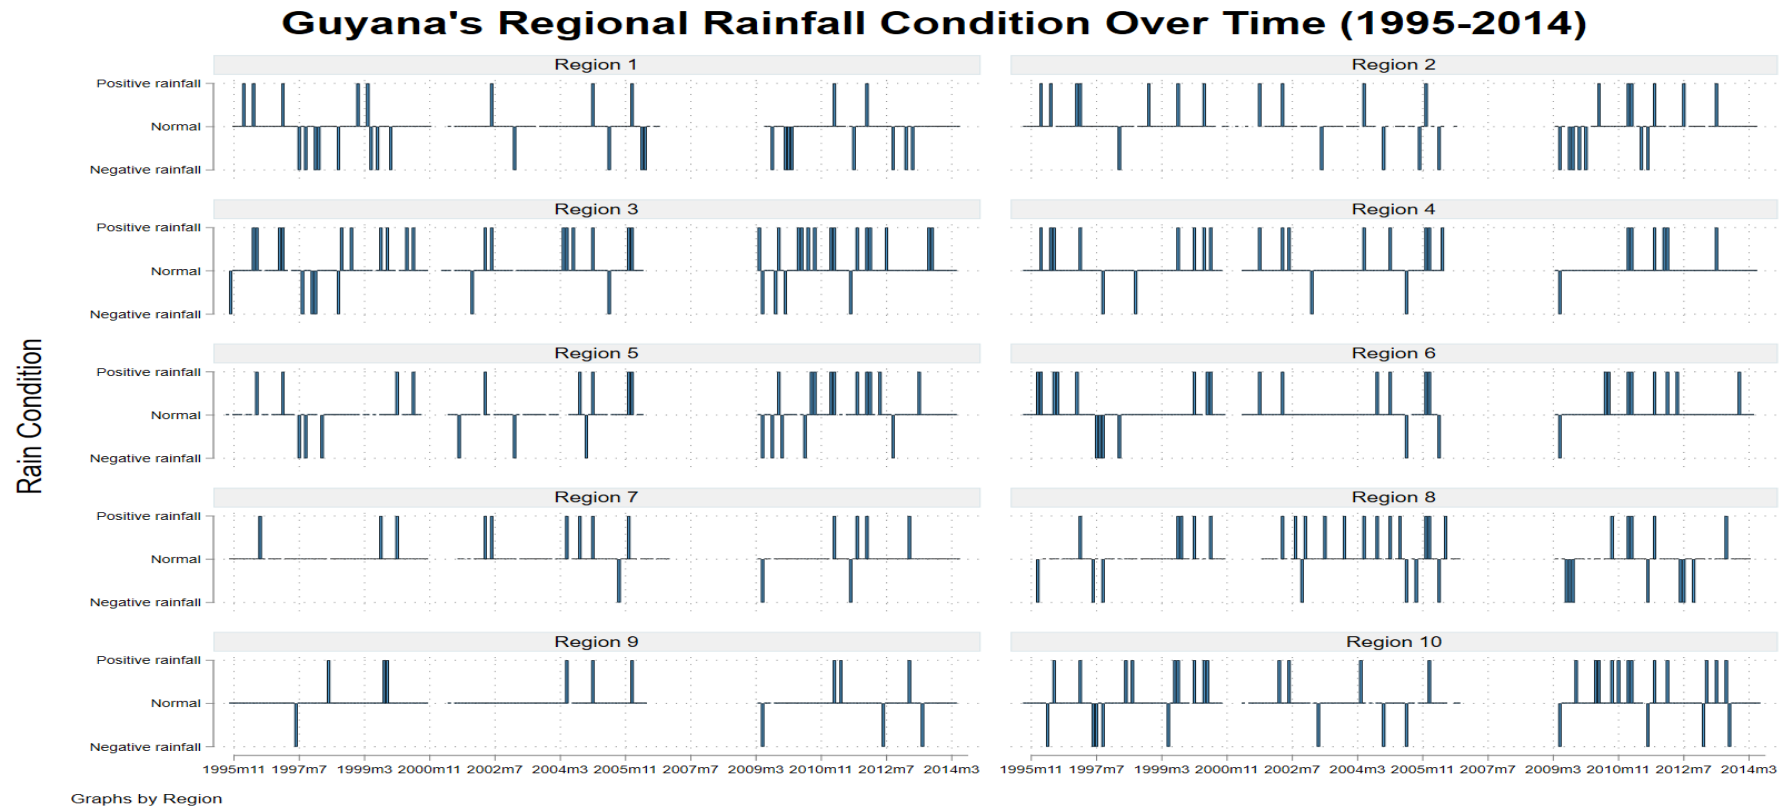 Guyana's Regional Rainfall Condition Over Time (1995-2014)
Rain Condition
Region 1
Region 2
Positive rainfall
Normal
Negative rainfall
Region 3
Region 4
Positive rainfall
Normal
Negative rainfall
Region 5
Region 6
Positive rainfall
Normal
Negative rainfall
Region 7
Region 8
Positive rainfall
Normal
Negative rainfall
Region 9
Region 10
Positive rainfall
Normal
Negative rainfall
1995m11 1997m7 1999m3 2000m11 2002m7 2004m3 2005m11 2007m7 2009m3 2010m11 2012m7 2014m3
1995m11 1997m7 1999m3 2000m11 2002m7 2004m3 2005m11 2007m7 2009m3 2010m11 2012m7 2014m3
Graphs by Region